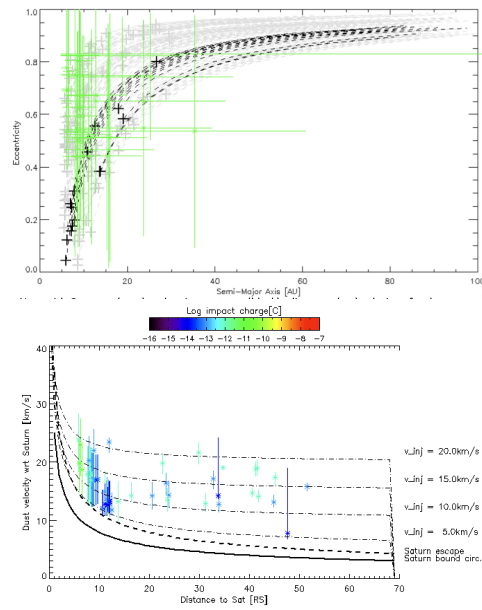 1.0
0.8
0.6
0.4
0.2
0.0
Eccentricity
0 20 40 60 80 100
Semi-Major Axis [AU]
Log impact charge[C]
-16 -15 -14 -13 -12 -11 -10 -9 -8 -7
40
30
20
10
0
Dust velocity wrt Saturn [km/s]
v_inj = 20.0km/s
v_inj = 15.0km/s
v_inj = 10.0km/s
v_inj = 5.0km/s
Saturn escape
Saturn bound circ.
0 10 20 30 40 50 60 70
Distance to Sat [RS]